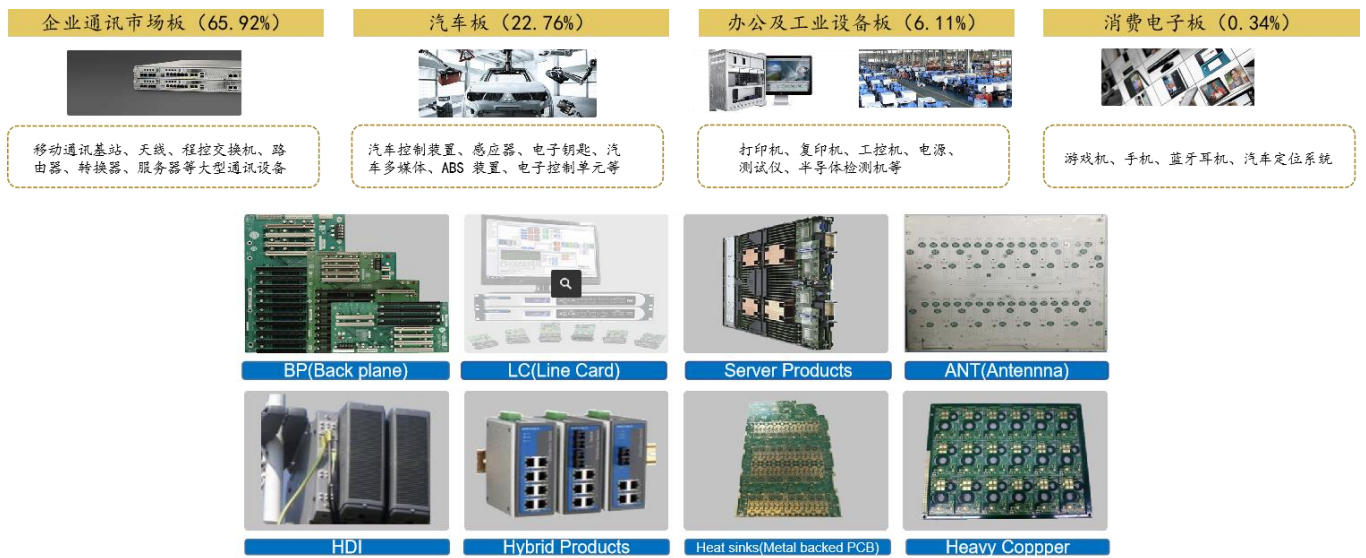 企业通讯市场板（65.92%）
汽车板（22.76%）
办公及工业设备板（6.11%）
消费电子板（0.34%）
移动通讯基站、天线、程控交换机、路
由器、转换器、服务器等大型通讯设备
汽车控制装置、感应器、电子钥匙、汽
车多媒体、ABS 装置、电子控制单元等
打印机、复印机、工控机、电源、
测试仪、半导体检测机等
游戏机、手机、蓝牙耳机、汽车定位系统
BP(Back plane)
LC(Line Card)
Server Products
ANT(Antennna)
HDI
Hybrid Products
Heat sinks(Metal backed PCB)
Heavy Coppper